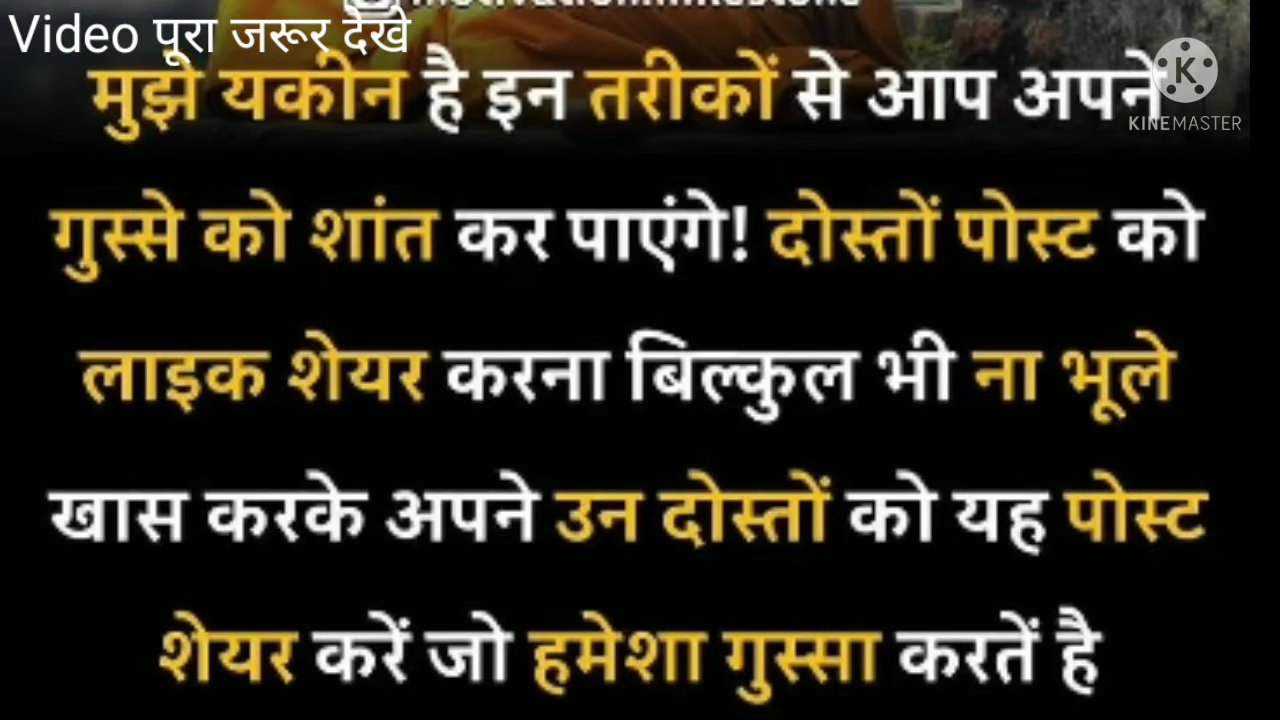 Video पूरा जरूर देखे
मुझे यकीन है इन तरीकों से आप अपने
KINEMASTER
गुस्से को शांत कर पाएंगे! दोस्तों पोस्ट को
लाइक शेयर करना बिल्कुल भी ना भूले
खास करके अपने उन दोस्तों को यह पोस्ट
शेयर करें जो हमेशा गुस्सा करतें है